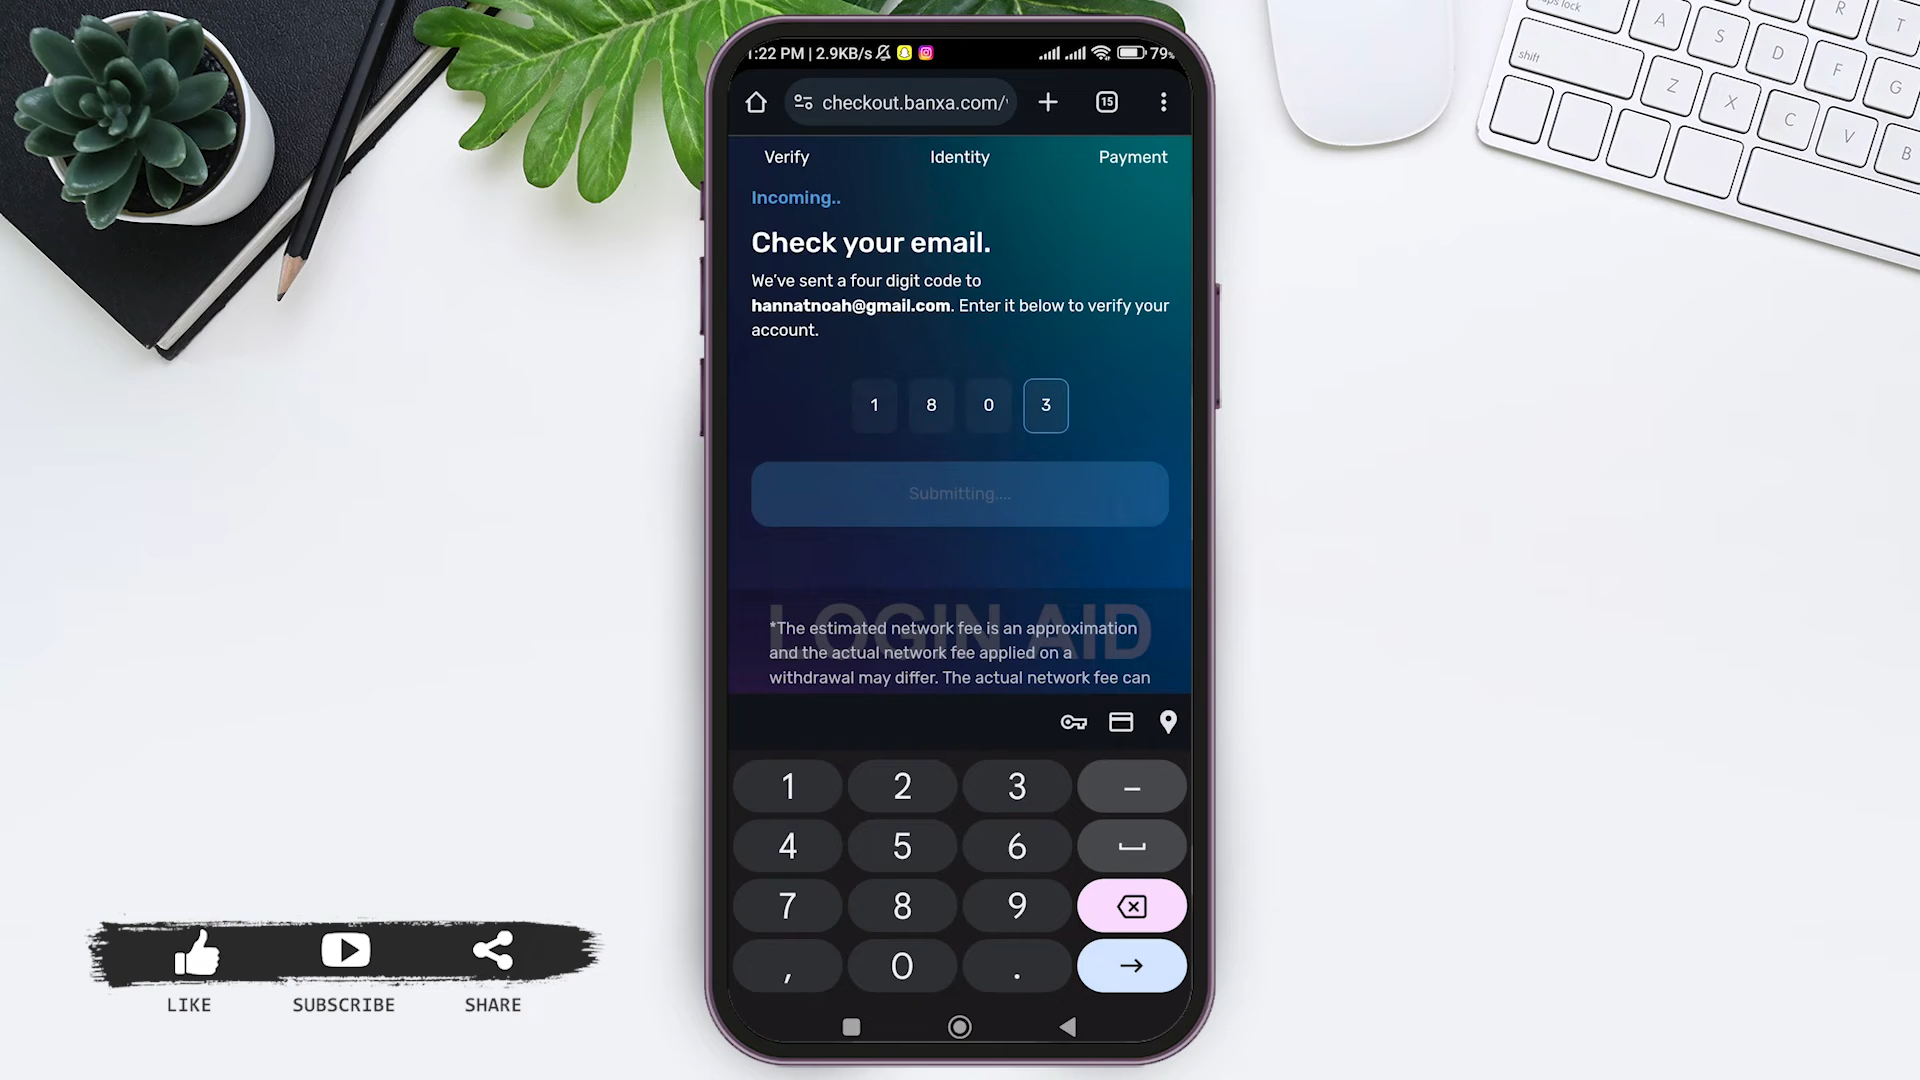 1:22 PM | 2.9KB/s
79%
checkout.banxa.com/
15
Verify Identity Payment
Incoming..
Check your email.
We've sent a four digit code to
hannatnoah@gmail.com. Enter it below to verify your
account.
1 8 0 3
Submitting....
LOGIN AID
*The estimated network fee is an approximation
and the actual network fee applied on a
withdrawal may differ. The actual network fee can
1 2 3 -
4 5 6
7 8 9
, 0 .
LIKE SUBSCRIBE SHARE
caps lock A S D F G
shift Z X C V B
R T